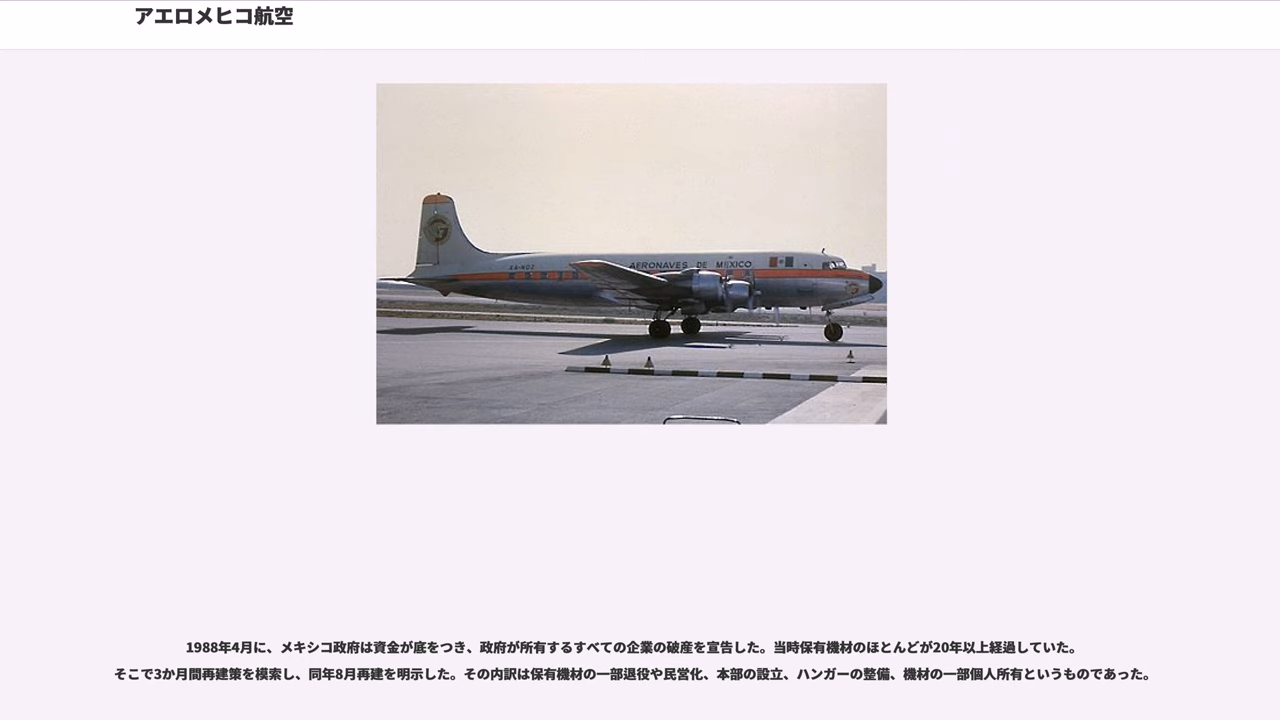 アエロメヒコ航空
AERONAVES DE MEXICO
1988年4月に、メキシコ政府は資金が底をつき、政府が所有するすべての企業の破産を宣告した。当時保有機材のほとんどが20年以上経過していた。
そこで3か月間再建策を模索し、同年8月再建を明示した。その内訳は保有機材の一部退役や民営化、本部の設立、ハンガーの整備、機材の一部個人所有というものであった。